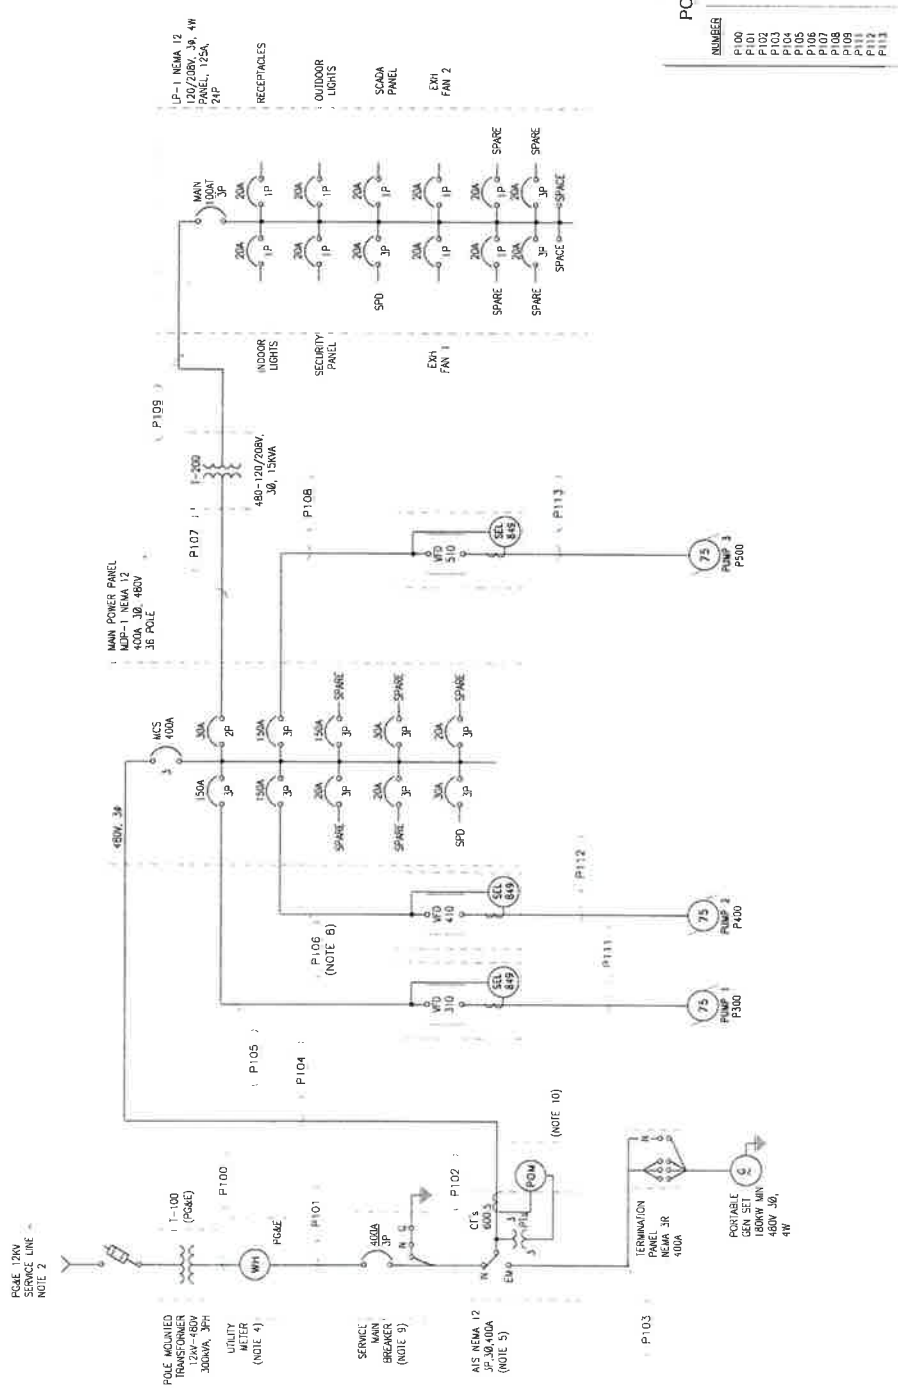 PG&E 12KV
SERVICE LINE
NOTE 2
POLE MOUNTED
TRANSFORMER
12kV-480V
300kVA, 3PH
T-100
(PG&E)
P100
UTILITY
METER
(NOTE 4)
WH
PG&E
P101
SERVICE
MAIN
BREAKER
(NOTE 9)
400A
3P
N
G
P102
CT's
600:5
ATS NEMA 12
3P,3Ø,400A
(NOTE 5)
N
EM
3
PTs
3
PQM
(NOTE 10)
P103
TERMINATION
PANEL
NEMA 3R
400A
N
G
PORTABLE
GEN SET
180KW MIN
480V 3Ø,
4W
P104
P105
480V, 3Ø
MCS
400A
3
MAIN POWER PANEL
MDP-1 NEMA 12
400A 3Ø, 480V
36 POLE
150A
3P
30A
2P
150A
3P
150A
3P
SPARE
20A
3P
150A
3P
SPARE
SPARE
20A
3P
30A
3P
SPARE
SPD
30A
3P
20A
3P
SPARE
P106
(NOTE 8)
P107
P108
VFD
310
SEL
849
VFD
410
SEL
849
VFD
510
SEL
849
P111
P112
P113
75
PUMP 1
P300
75
PUMP 2
P400
75
PUMP 3
P500
T-200
480-120/208V,
3Ø, 15KVA
P109
LP-1 NEMA 12
120/208V, 3Ø, 4W
PANEL, 125A,
24P
MAIN
100AT
3P
INDOOR
LIGHTS
20A
1P
20A
1P
RECEPTACLES
SECURITY
PANEL
20A
1P
20A
1P
OUTDOOR
LIGHTS
SPD
20A
3P
20A
1P
SCADA
PANEL
EXH
FAN 1
20A
1P
20A
1P
EXH
FAN 2
SPARE
20A
1P
20A
1P
SPARE
SPARE
20A
3P
20A
3P
SPARE
SPACE
SPACE
PO
NUMBER
P100
P101
P102
P103
P104
P105
P106
P107
P108
P109
P111
P112
P113